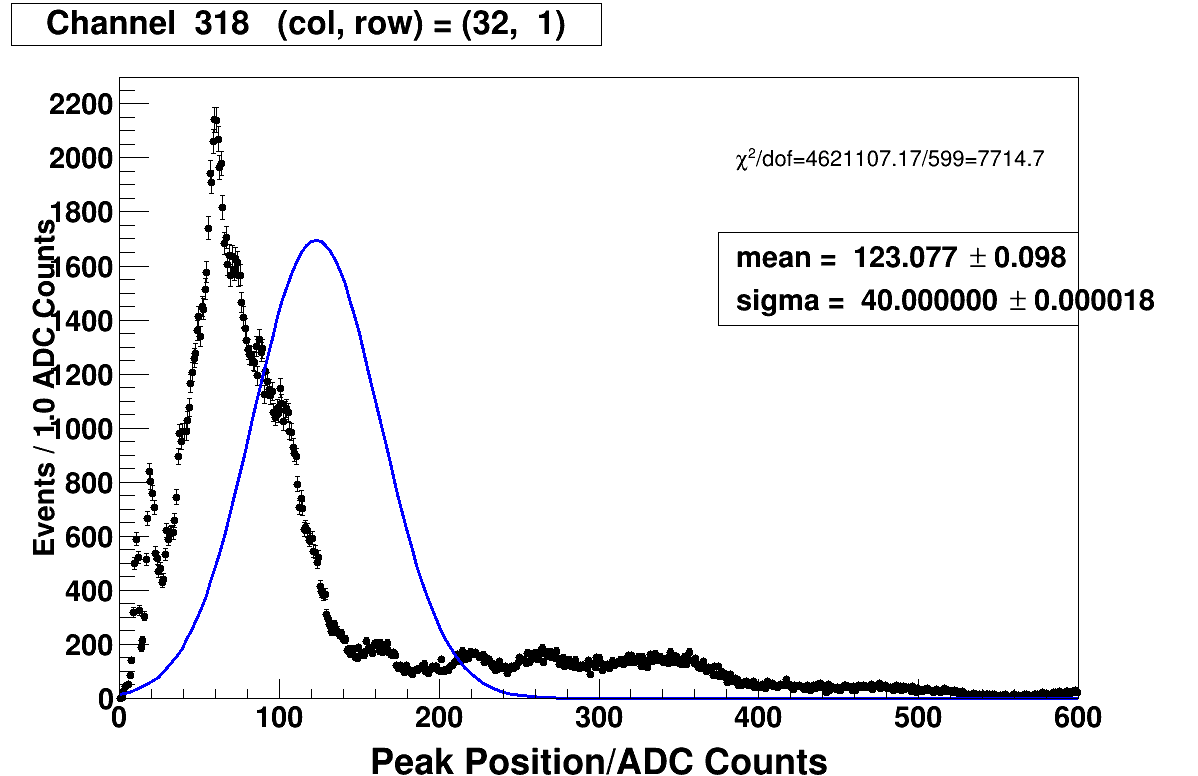 Channel 318 (col, row) = (32, 1)
χ²/dof=4621107.17/599=7714.7
mean = 123.077 ± 0.098
sigma = 40.000000 ± 0.000018
Events / 1.0 ADC Counts
2200
2000
1800
1600
1400
1200
1000
800
600
400
200
0
0 100 200 300 400 500 600
Peak Position/ADC Counts